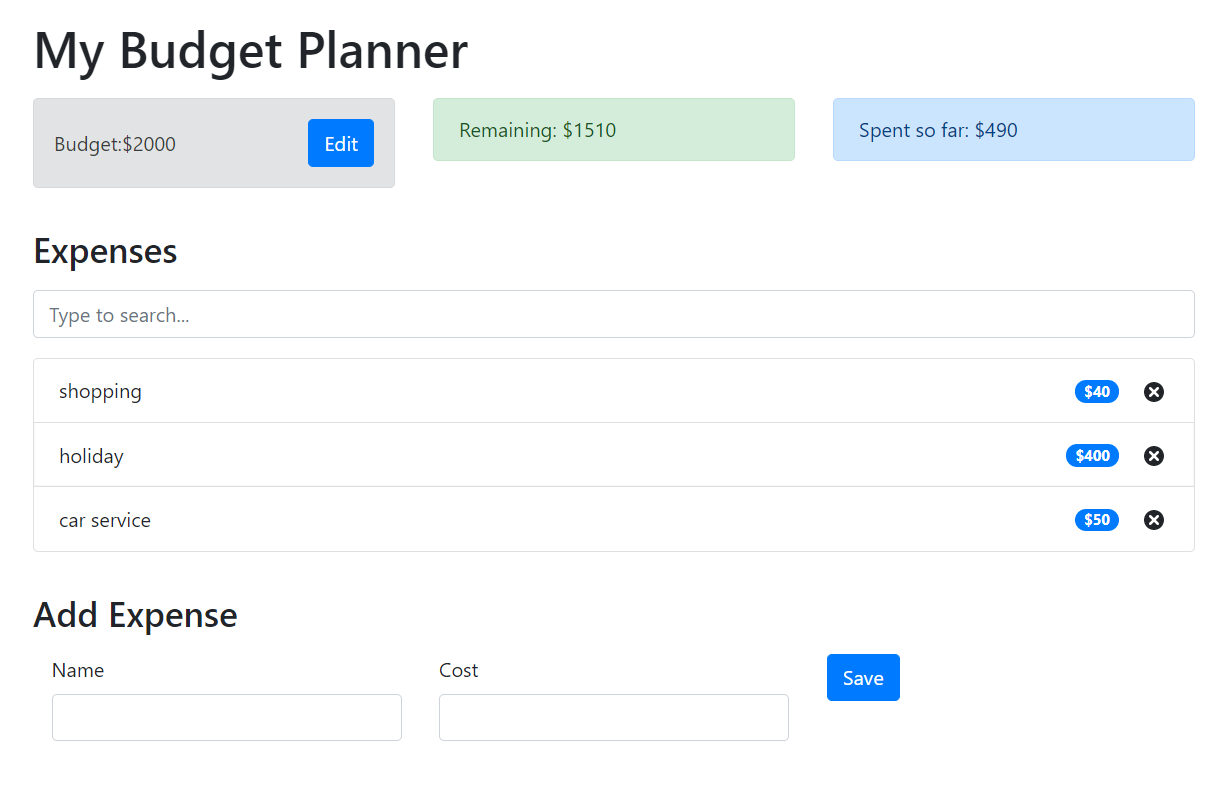 My Budget Planner
Budget:$2000
Edit
Remaining: $1510
Spent so far: $490
Expenses
Type to search...
shopping $40
holiday $400
car service $50
Add Expense
Name
Cost
Save